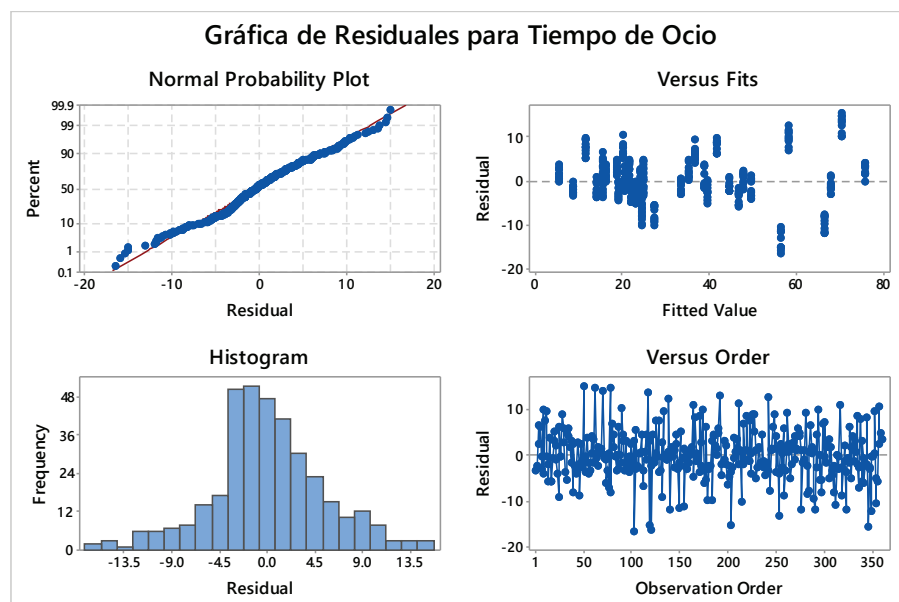 Gráfica de Residuales para Tiempo de Ocio
Normal Probability Plot
99.9
99
90
50
10
1
0.1
Percent
-20 -10 0 10 20
Residual
Versus Fits
10
0
-10
-20
Residual
0 20 40 60 80
Fitted Value
Histogram
48
36
24
12
0
Frequency
-13.5 -9.0 -4.5 0.0 4.5 9.0 13.5
Residual
Versus Order
10
0
-10
-20
Residual
1 50 100 150 200 250 300 350
Observation Order